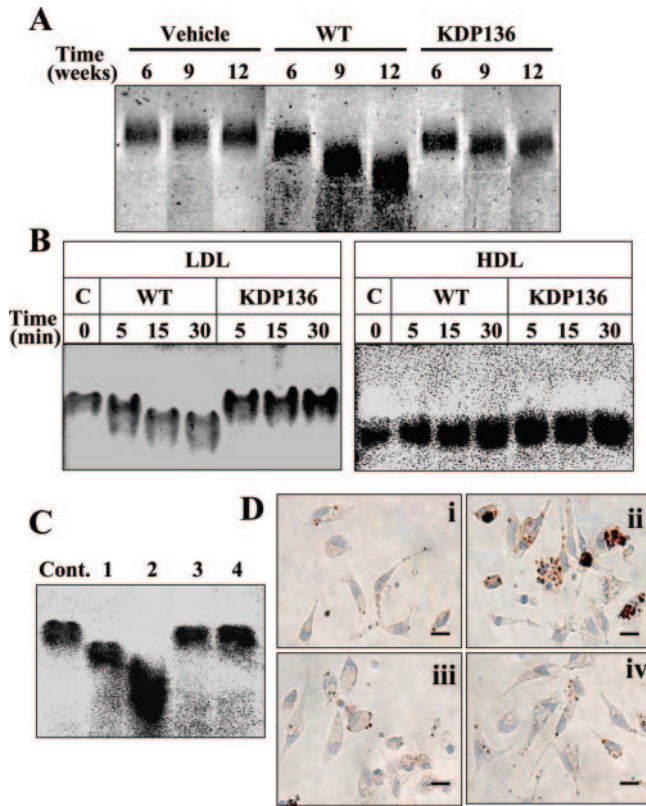 A
Vehicle WT KDP136
Time (weeks) 6 9 12 6 9 12 6 9 12
B
LDL HDL
C WT KDP136 C WT KDP136
Time (min) 0 5 15 30 5 15 30 0 5 15 30 5 15 30
C
Cont. 1 2 3 4
D
i ii
iii iv